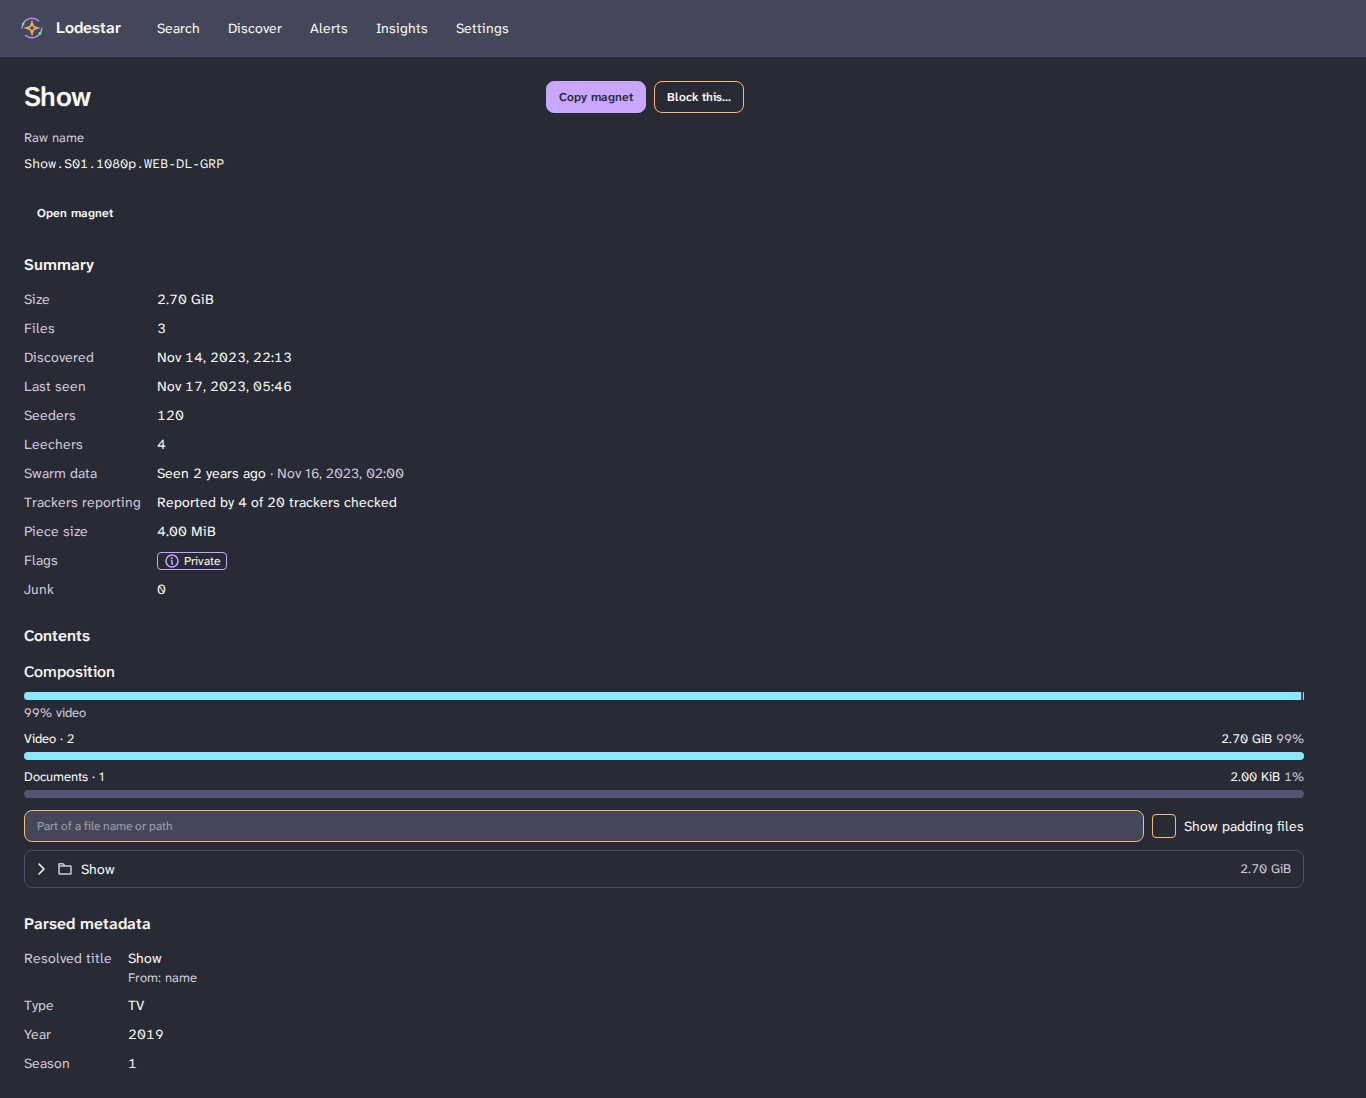 Lodestar
Search
Discover
Alerts
Insights
Settings
Show
Copy magnet
Block this...
Raw name
Show.S01.1080p.WEB-DL-GRP
Open magnet
Summary
Size 2.70 GiB
Files 3
Discovered Nov 14, 2023, 22:13
Last seen Nov 17, 2023, 05:46
Seeders 120
Leechers 4
Swarm data Seen 2 years ago · Nov 16, 2023, 02:00
Trackers reporting Reported by 4 of 20 trackers checked
Piece size 4.00 MiB
Flags Private
Junk 0
Contents
Composition
99% video
Video · 2 2.70 GiB 99%
Documents · 1 2.00 KiB 1%
Part of a file name or path
Show padding files
Show 2.70 GiB
Parsed metadata
Resolved title Show
From: name
Type TV
Year 2019
Season 1